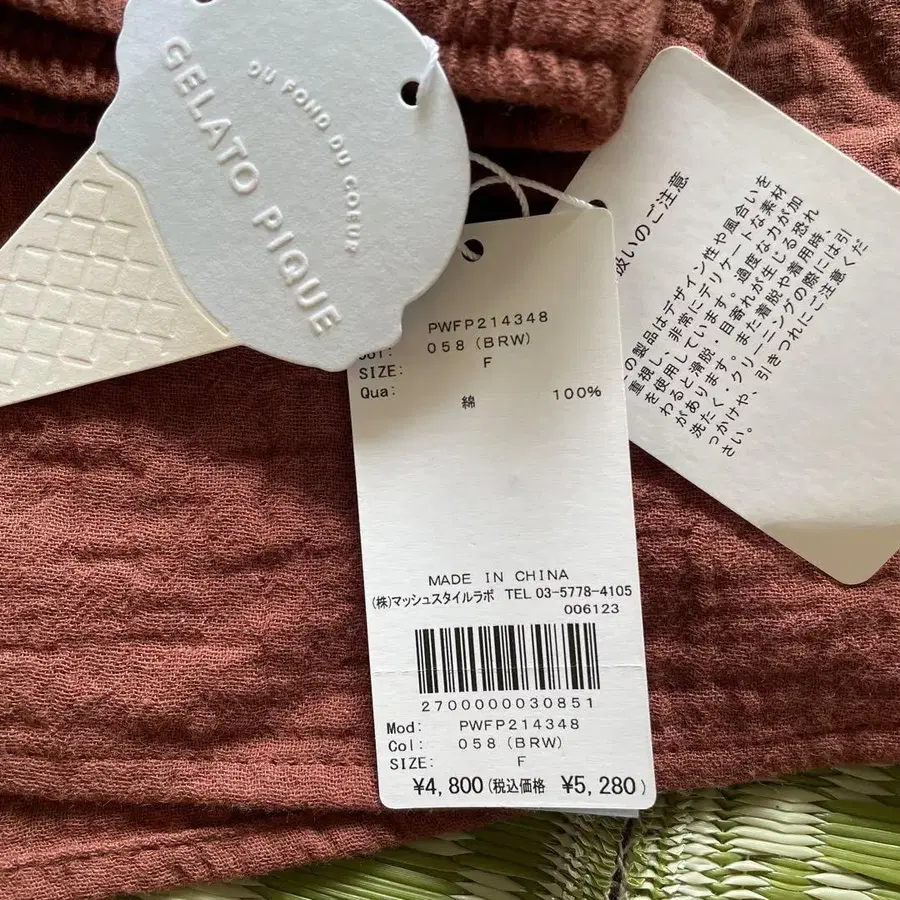 GELATO PIQUE
DU FOND DU COEUR
PWFP214348
058 (BRW)
SIZE: F
Qua: 綿 100%
MADE IN CHINA
(株)マッシュスタイルラボ TEL 03-5778-4105
006123
2700000030851
Mod: PWFP214348
Col: 058 (BRW)
SIZE: F
¥4,800(税込価格 ¥5,280)
扱いのご注意
の製品はデザイン性や風合いを
重視し、非常にデリケートな素材
を使用しています。過度な力が加
わると滑脱・目寄れが生じる恐れ
があります。また着脱や着用時、
洗たく、クリーニングの際には引
っかけや、引きつれにご注意くだ
さい。